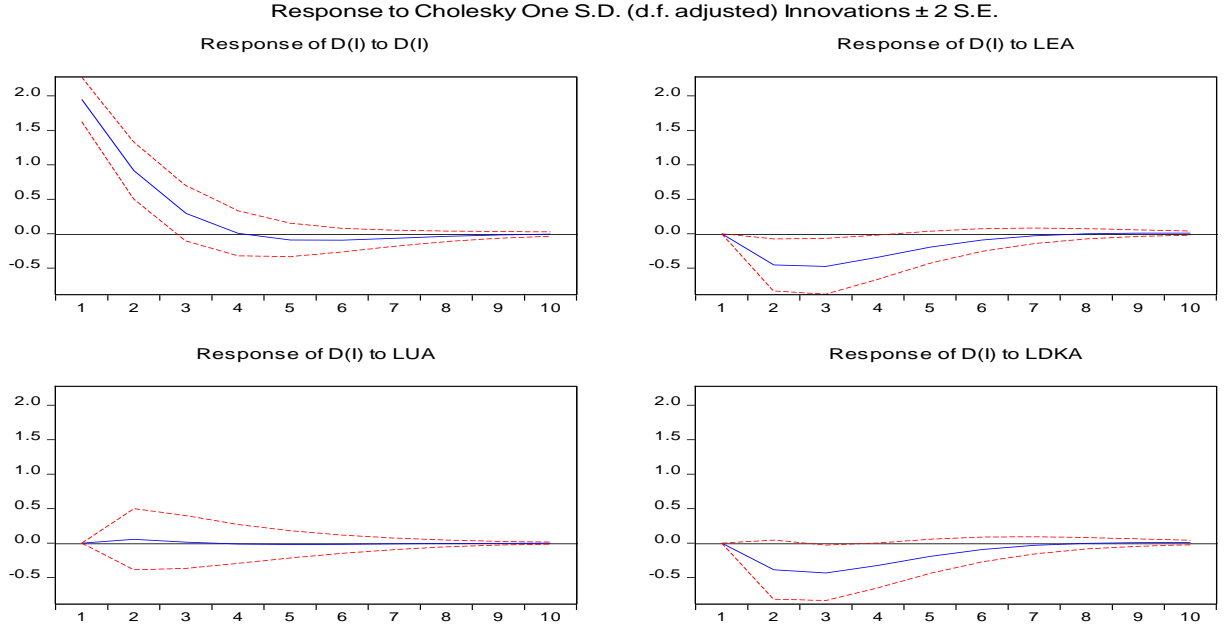 Response to Cholesky One S.D. (d.f. adjusted) Innovations ± 2 S.E.
Response of D(I) to D(I)
2.0
1.5
1.0
0.5
0.0
-0.5
1 2 3 4 5 6 7 8 9 10
Response of D(I) to LEA
2.0
1.5
1.0
0.5
0.0
-0.5
1 2 3 4 5 6 7 8 9 10
Response of D(I) to LUA
2.0
1.5
1.0
0.5
0.0
-0.5
1 2 3 4 5 6 7 8 9 10
Response of D(I) to LDKA
2.0
1.5
1.0
0.5
0.0
-0.5
1 2 3 4 5 6 7 8 9 10